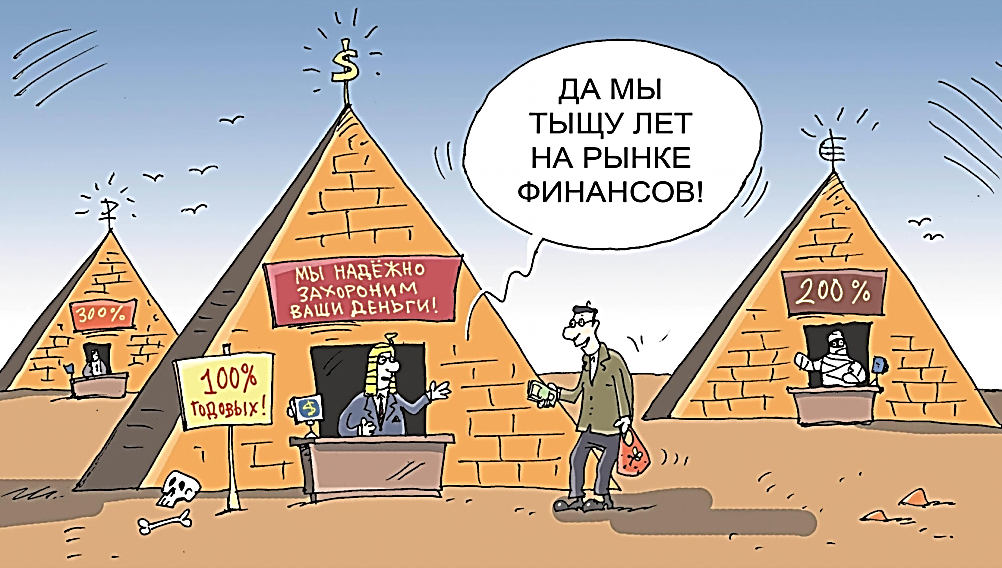 $
ДА МЫ
ТЫЩУ ЛЕТ
НА РЫНКЕ
ФИНАНСОВ!
€
₽
МЫ НАДЁЖНО
ЗАХОРОНИМ
ВАШИ ДЕНЬГИ!
300%
200%
100%
ГОДОВЫХ!
$